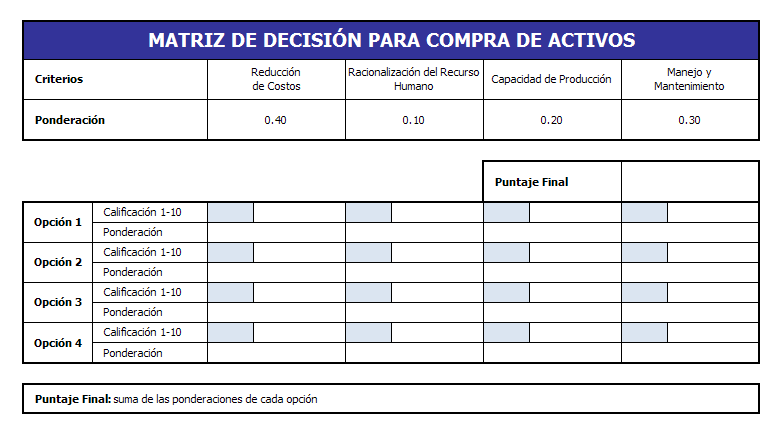 MATRIZ DE DECISIÓN PARA COMPRA DE ACTIVOS
Criterios
Reducción
de Costos
Racionalización del Recurso
Humano
Capacidad de Producción
Manejo y
Mantenimiento
Ponderación
0.40
0.10
0.20
0.30
Puntaje Final
Opción 1
Calificación 1-10
Ponderación
Opción 2
Calificación 1-10
Ponderación
Opción 3
Calificación 1-10
Ponderación
Opción 4
Calificación 1-10
Ponderación
Puntaje Final: suma de las ponderaciones de cada opción